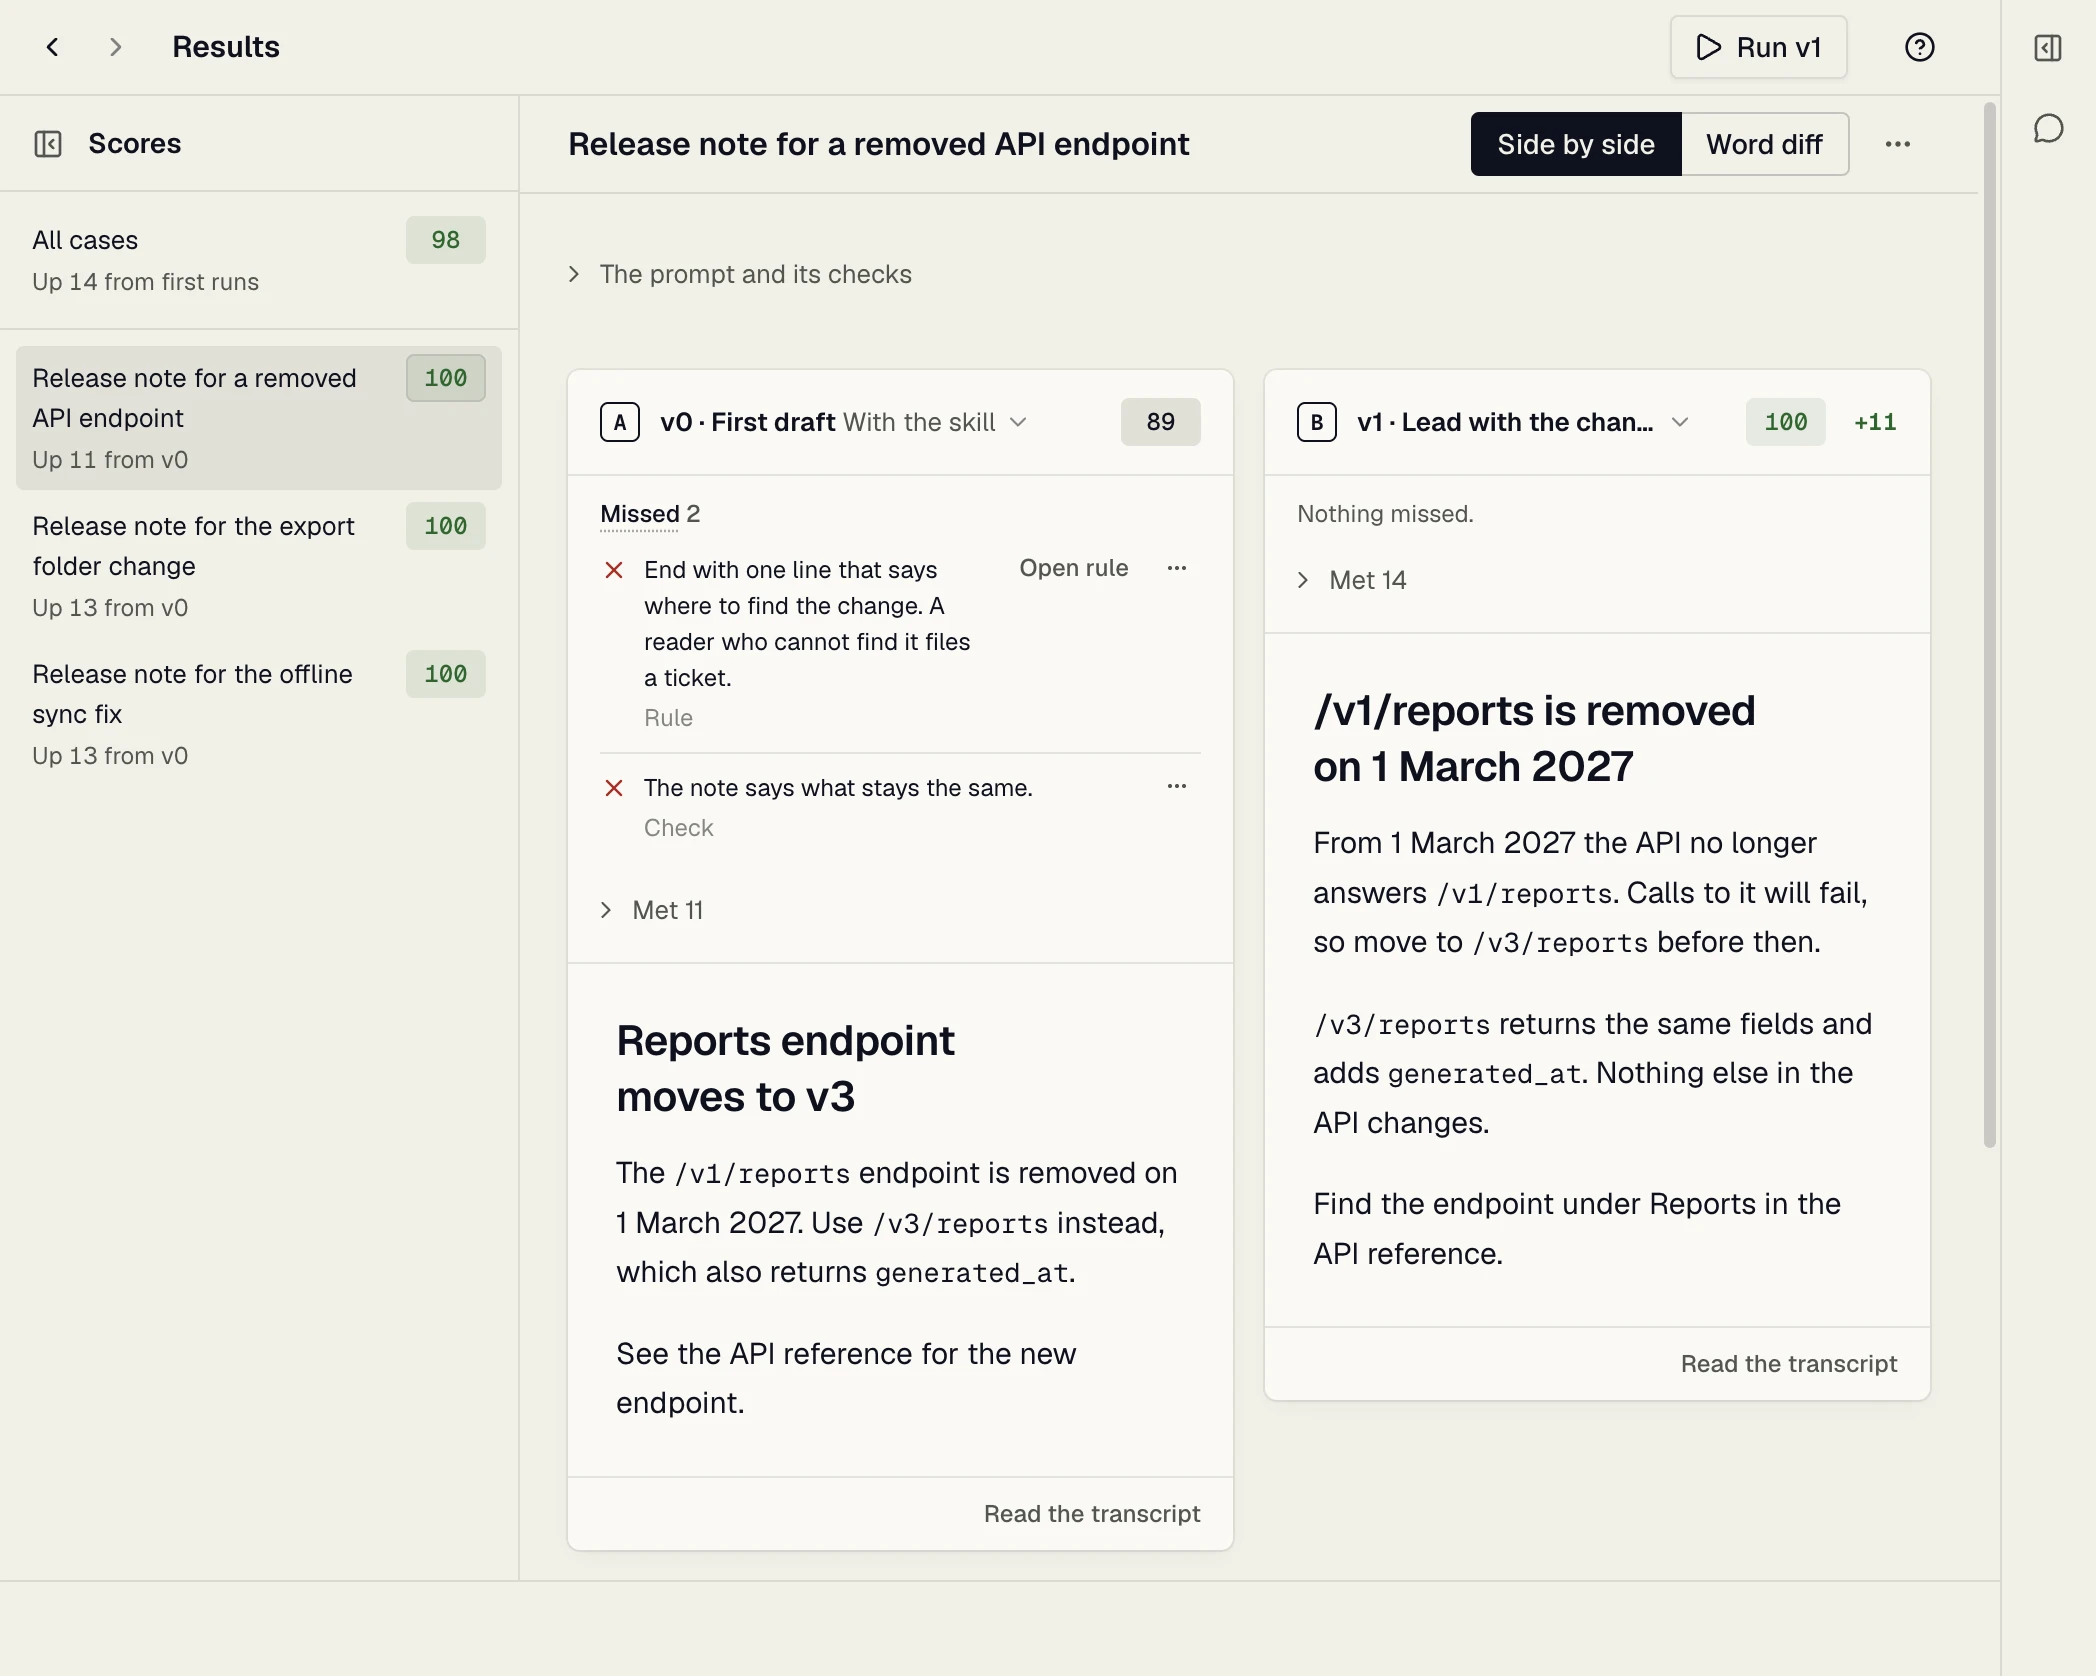 Results
Run v1
Scores
All cases
98
Up 14 from first runs
Release note for a removed
API endpoint
100
Up 11 from v0
Release note for the export
folder change
100
Up 13 from v0
Release note for the offline
sync fix
100
Up 13 from v0
Release note for a removed API endpoint
Side by side
Word diff
The prompt and its checks
A
v0 · First draft With the skill
89
Missed 2
End with one line that says
where to find the change. A
reader who cannot find it files
a ticket.
Open rule
Rule
The note says what stays the same.
Check
Met 11
Reports endpoint
moves to v3
The /v1/reports endpoint is removed on
1 March 2027. Use /v3/reports instead,
which also returns generated_at.
See the API reference for the new
endpoint.
Read the transcript
B
v1 · Lead with the chan...
100
+11
Nothing missed.
Met 14
/v1/reports is removed
on 1 March 2027
From 1 March 2027 the API no longer
answers /v1/reports. Calls to it will fail,
so move to /v3/reports before then.
/v3/reports returns the same fields and
adds generated_at. Nothing else in the
API changes.
Find the endpoint under Reports in the
API reference.
Read the transcript